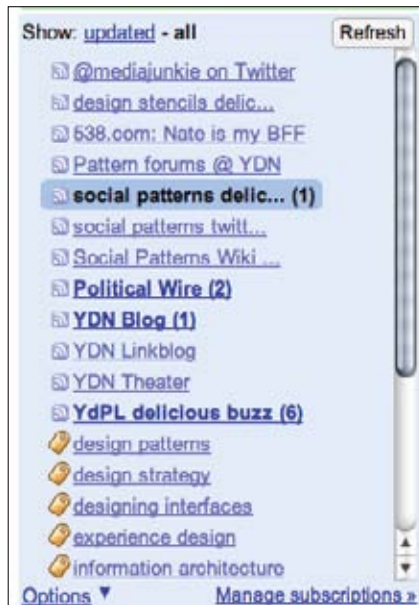 Show: updated - all Refresh
@mediajunkie on Twitter
design stencils delic...
538.com: Nate is my BFF
Pattern forums @ YDN
social patterns delic... (1)
social patterns twitt...
Social Patterns Wiki ...
Political Wire (2)
YDN Blog (1)
YDN Linkblog
YDN Theater
YdPL delicious buzz (6)
design patterns
design strategy
designing interfaces
experience design
information architecture
Options ▼ Manage subscriptions »